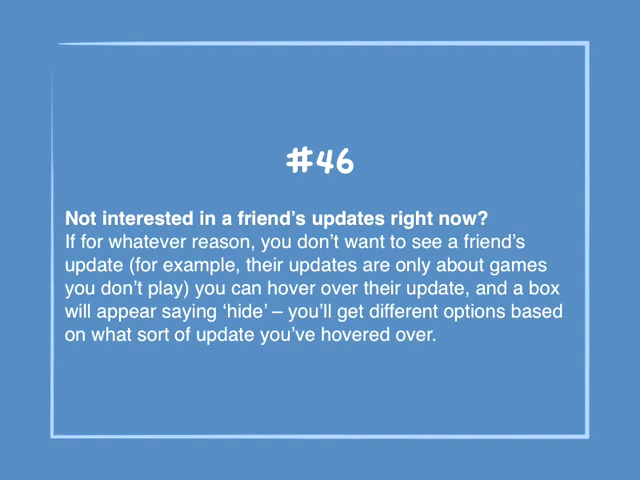 #46
Not interested in a friend’s updates right now?
If for whatever reason, you don’t want to see a friend’s
update (for example, their updates are only about games
you don’t play) you can hover over their update, and a box
will appear saying ‘hide’ – you’ll get different options based
on what sort of update you’ve hovered over.